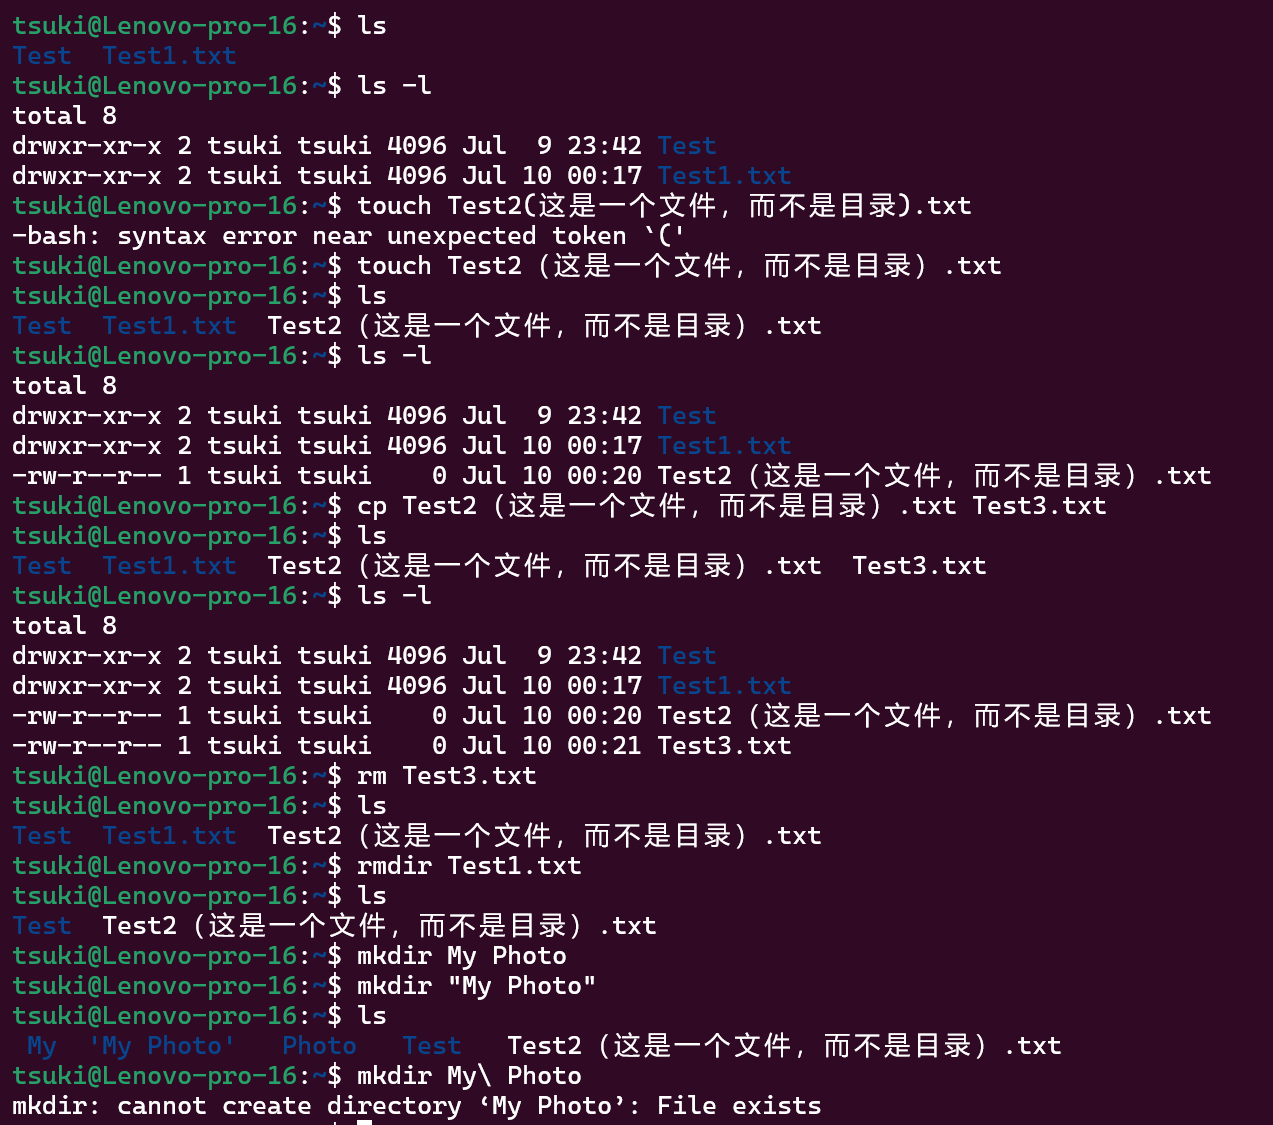 tsuki@Lenovo-pro-16:~$ ls
Test  Test1.txt
tsuki@Lenovo-pro-16:~$ ls -l
total 8
drwxr-xr-x 2 tsuki tsuki 4096 Jul  9 23:42 Test
drwxr-xr-x 2 tsuki tsuki 4096 Jul 10 00:17 Test1.txt
tsuki@Lenovo-pro-16:~$ touch Test2(这是一个文件，而不是目录).txt
-bash: syntax error near unexpected token `('
tsuki@Lenovo-pro-16:~$ touch Test2（这是一个文件，而不是目录）.txt
tsuki@Lenovo-pro-16:~$ ls
Test  Test1.txt  Test2（这是一个文件，而不是目录）.txt
tsuki@Lenovo-pro-16:~$ ls -l
total 8
drwxr-xr-x 2 tsuki tsuki 4096 Jul  9 23:42 Test
drwxr-xr-x 2 tsuki tsuki 4096 Jul 10 00:17 Test1.txt
-rw-r--r-- 1 tsuki tsuki    0 Jul 10 00:20 Test2（这是一个文件，而不是目录）.txt
tsuki@Lenovo-pro-16:~$ cp Test2（这是一个文件，而不是目录）.txt Test3.txt
tsuki@Lenovo-pro-16:~$ ls
Test  Test1.txt  Test2（这是一个文件，而不是目录）.txt  Test3.txt
tsuki@Lenovo-pro-16:~$ ls -l
total 8
drwxr-xr-x 2 tsuki tsuki 4096 Jul  9 23:42 Test
drwxr-xr-x 2 tsuki tsuki 4096 Jul 10 00:17 Test1.txt
-rw-r--r-- 1 tsuki tsuki    0 Jul 10 00:20 Test2（这是一个文件，而不是目录）.txt
-rw-r--r-- 1 tsuki tsuki    0 Jul 10 00:21 Test3.txt
tsuki@Lenovo-pro-16:~$ rm Test3.txt
tsuki@Lenovo-pro-16:~$ ls
Test  Test1.txt  Test2（这是一个文件，而不是目录）.txt
tsuki@Lenovo-pro-16:~$ rmdir Test1.txt
tsuki@Lenovo-pro-16:~$ ls
Test  Test2（这是一个文件，而不是目录）.txt
tsuki@Lenovo-pro-16:~$ mkdir My Photo
tsuki@Lenovo-pro-16:~$ mkdir "My Photo"
tsuki@Lenovo-pro-16:~$ ls
 My  'My Photo'   Photo   Test   Test2（这是一个文件，而不是目录）.txt
tsuki@Lenovo-pro-16:~$ mkdir My\ Photo
mkdir: cannot create directory ‘My Photo’: File exists